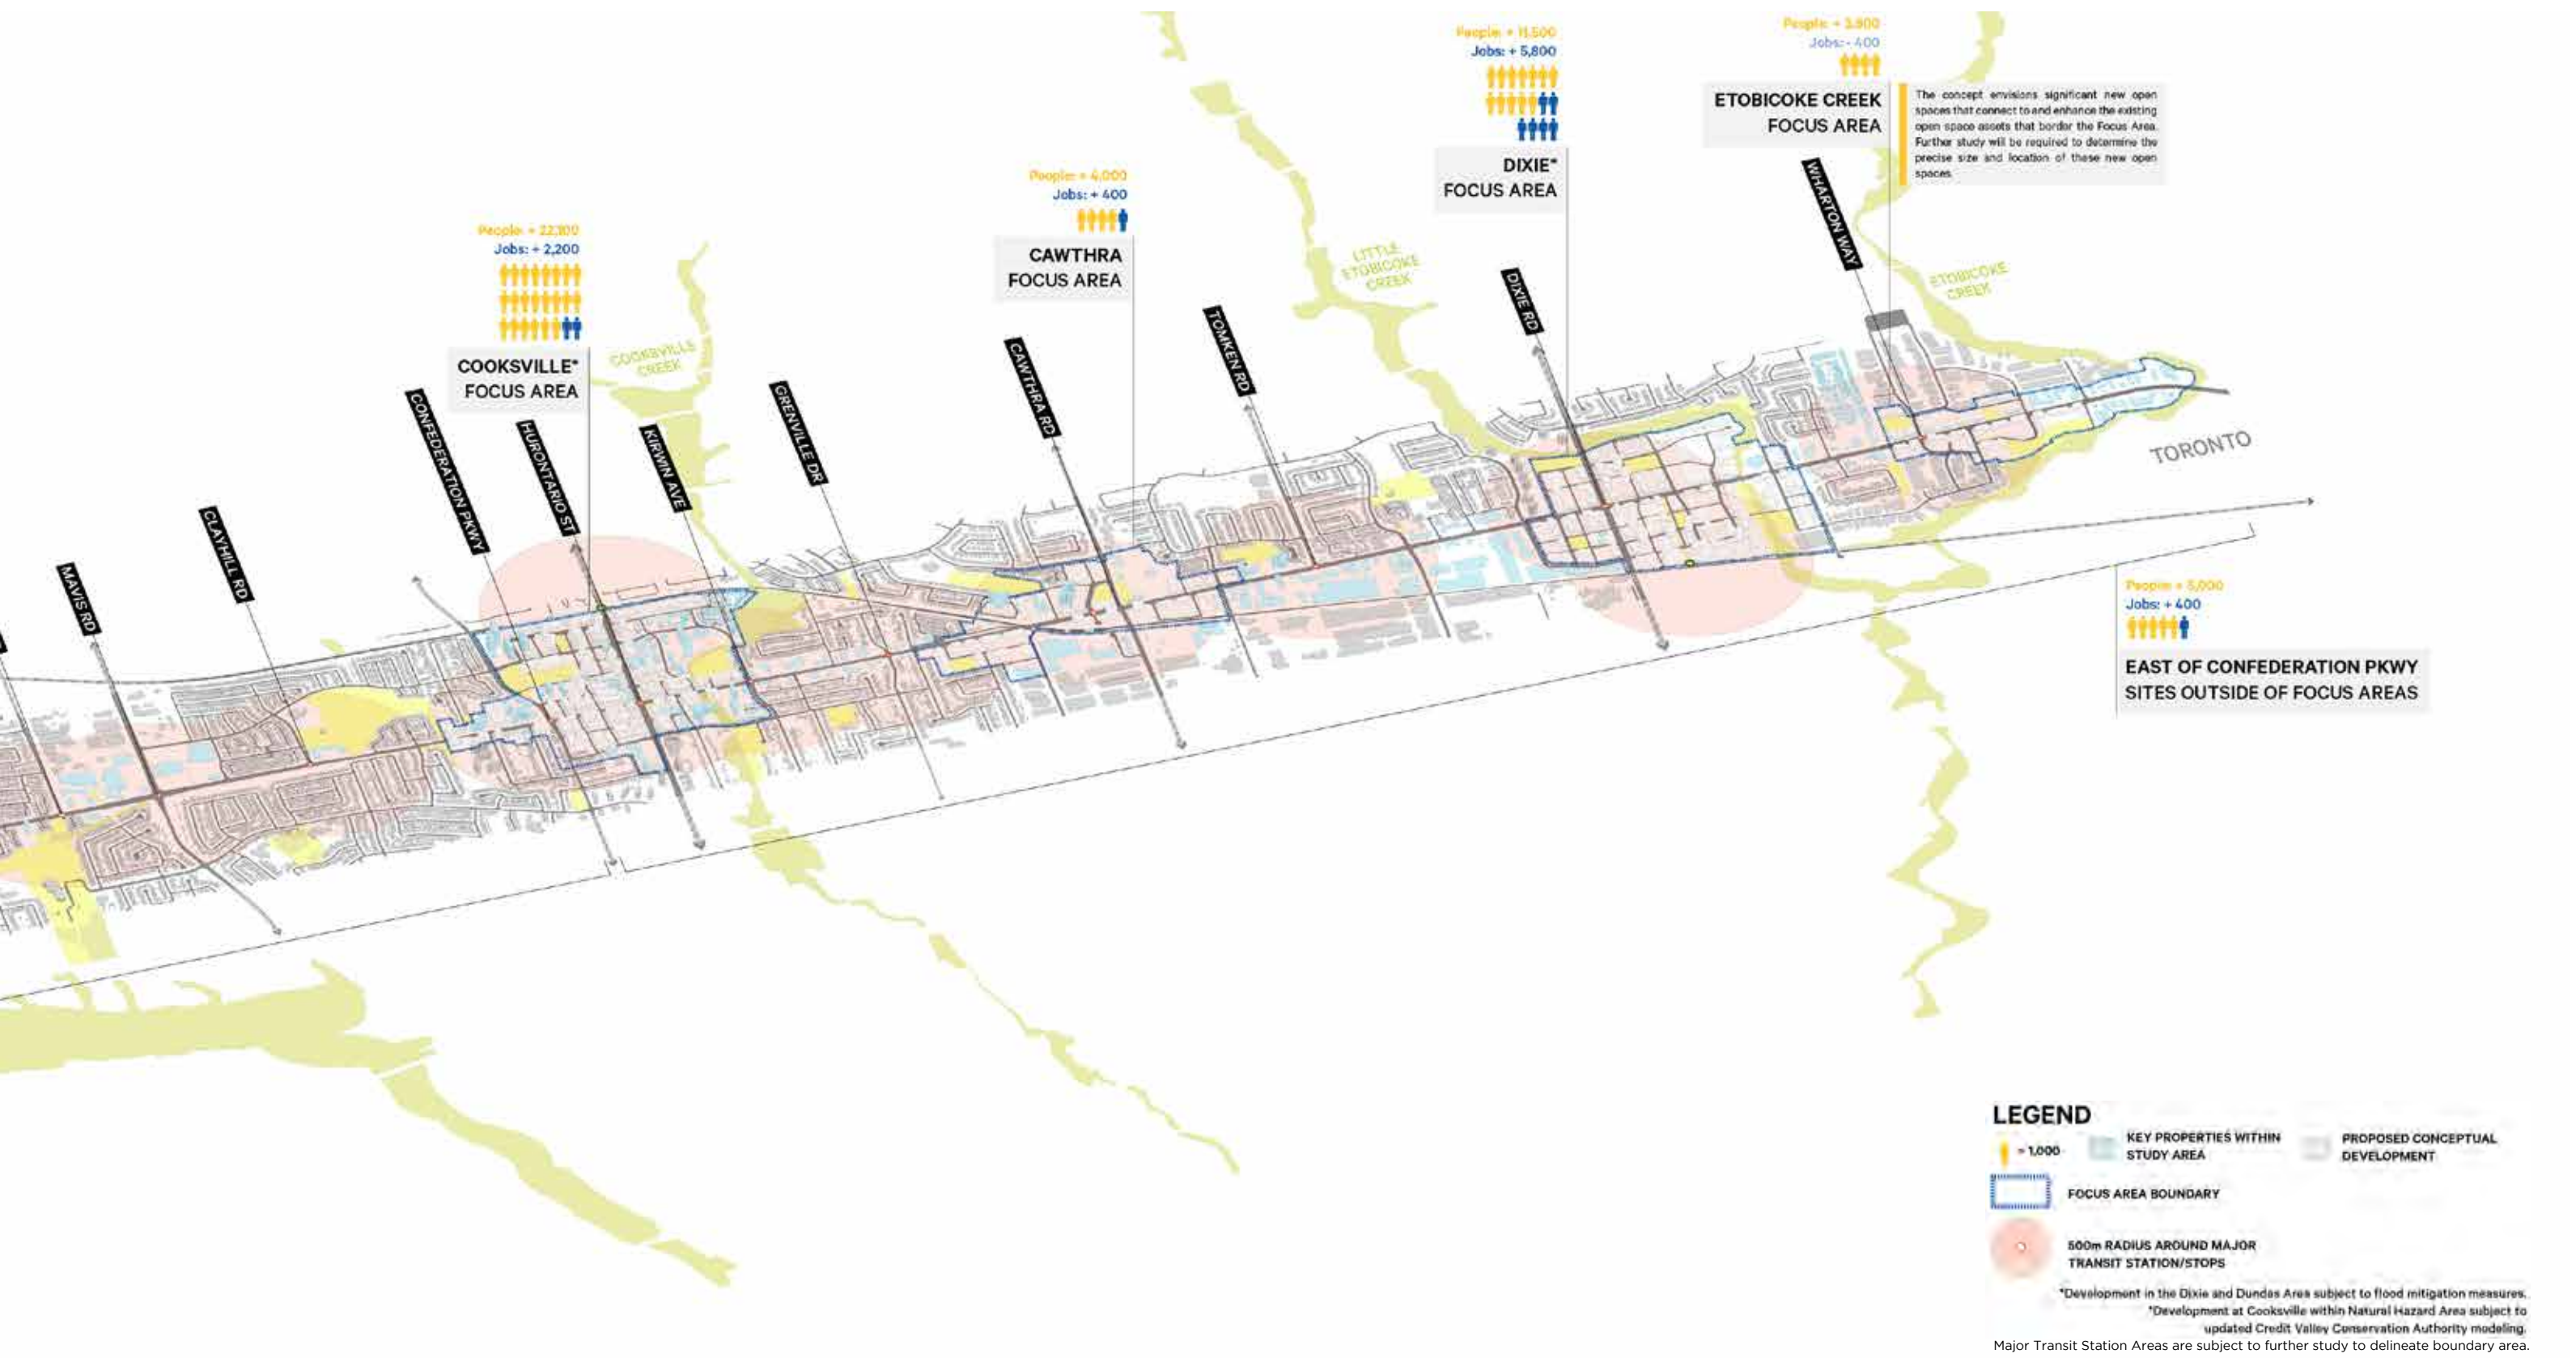 People: + 22,100
Jobs: + 2,200
COOKSVILLE*
FOCUS AREA
People: + 4,000
Jobs: + 400
CAWTHRA
FOCUS AREA
People: + 11,500
Jobs: + 5,800
DIXIE*
FOCUS AREA
People: + 3,800
Jobs: - 400
ETOBICOKE CREEK
FOCUS AREA
The concept envisions significant new open
spaces that connect to and enhance the existing
open space assets that border the Focus Area.
Further study will be required to determine the
precise size and location of these new open
spaces.
MAVIS RD
CLAYHILL RD
CONFEDERATION PKWY
HURONTARIO ST
KIRWIN AVE
GRENVILLE DR
CAWTHRA RD
TOMKEN RD
DIXIE RD
WHARTON WAY
COOKSVILLE
CREEK
LITTLE
ETOBICOKE
CREEK
ETOBICOKE
CREEK
TORONTO
People: + 5,000
Jobs: + 400
EAST OF CONFEDERATION PKWY
SITES OUTSIDE OF FOCUS AREAS
LEGEND
= 1,000
KEY PROPERTIES WITHIN
STUDY AREA
PROPOSED CONCEPTUAL
DEVELOPMENT
FOCUS AREA BOUNDARY
500m RADIUS AROUND MAJOR
TRANSIT STATION/STOPS
*Development in the Dixie and Dundas Area subject to flood mitigation measures.
*Development at Cooksville within Natural Hazard Area subject to
updated Credit Valley Conservation Authority modeling.
Major Transit Station Areas are subject to further study to delineate boundary area.